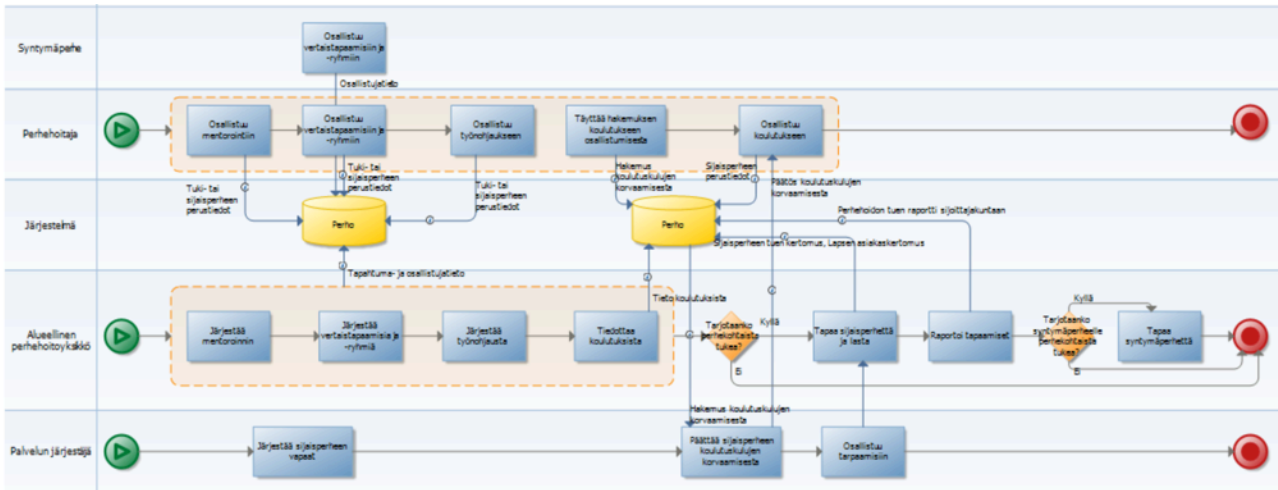 Syntymäperhe
Osallistuu
vertaistapaamisiin ja
-ryhmiin
Osallistujatieto
Perhehoitaja
Osallistuu
mentorointiin
Osallistuu
vertaistapaamisiin ja
-ryhmiin
Osallistuu
työnohjaukseen
Täyttää hakemuksen
koulutukseen
osallistumisesta
Osallistuu
koulutukseen
Tuki- tai
sijaisperheen
perustiedot
Tuki- tai
sijaisperheen
perustiedot
Tuki- tai
sijaisperheen
perustiedot
Hakemus
koulutuskulujen
korvaamisesta
Sijaisperheen
perustiedot
Päätös koulutuskulujen
korvaamisesta
Järjestelmä
Perho
Perho
Perhehoidon tuen raportti sijoittajakuntaan
Sijaisperheen tuen kertomus, Lapsen asiakaskertomus
Tapahtuma- ja osallistujatieto
Tieto koulutuksista
Alueellinen
perhehoitoyksikkö
Järjestää
mentoroinnin
Järjestää
vertaistapaamisia ja
-ryhmiä
Järjestää
työnohjausta
Tiedottaa
koulutuksista
Tarjotaanko
perhekohtaista
tukea?
Kyllä
Ei
Tapaa sijaisperhettä
ja lasta
Raportoi tapaamiset
Tarjotaanko
syntymäperheelle
perhekohtaista
tukea?
Kyllä
Ei
Tapaa
syntymäperhettä
Hakemus koulutuskulujen
korvaamisesta
Palvelun järjestäjä
Järjestää sijaisperheen
vapaat
Päättää sijaisperheen
koulutuskulujen
korvaamisesta
Osallistuu
tarpaamisiin